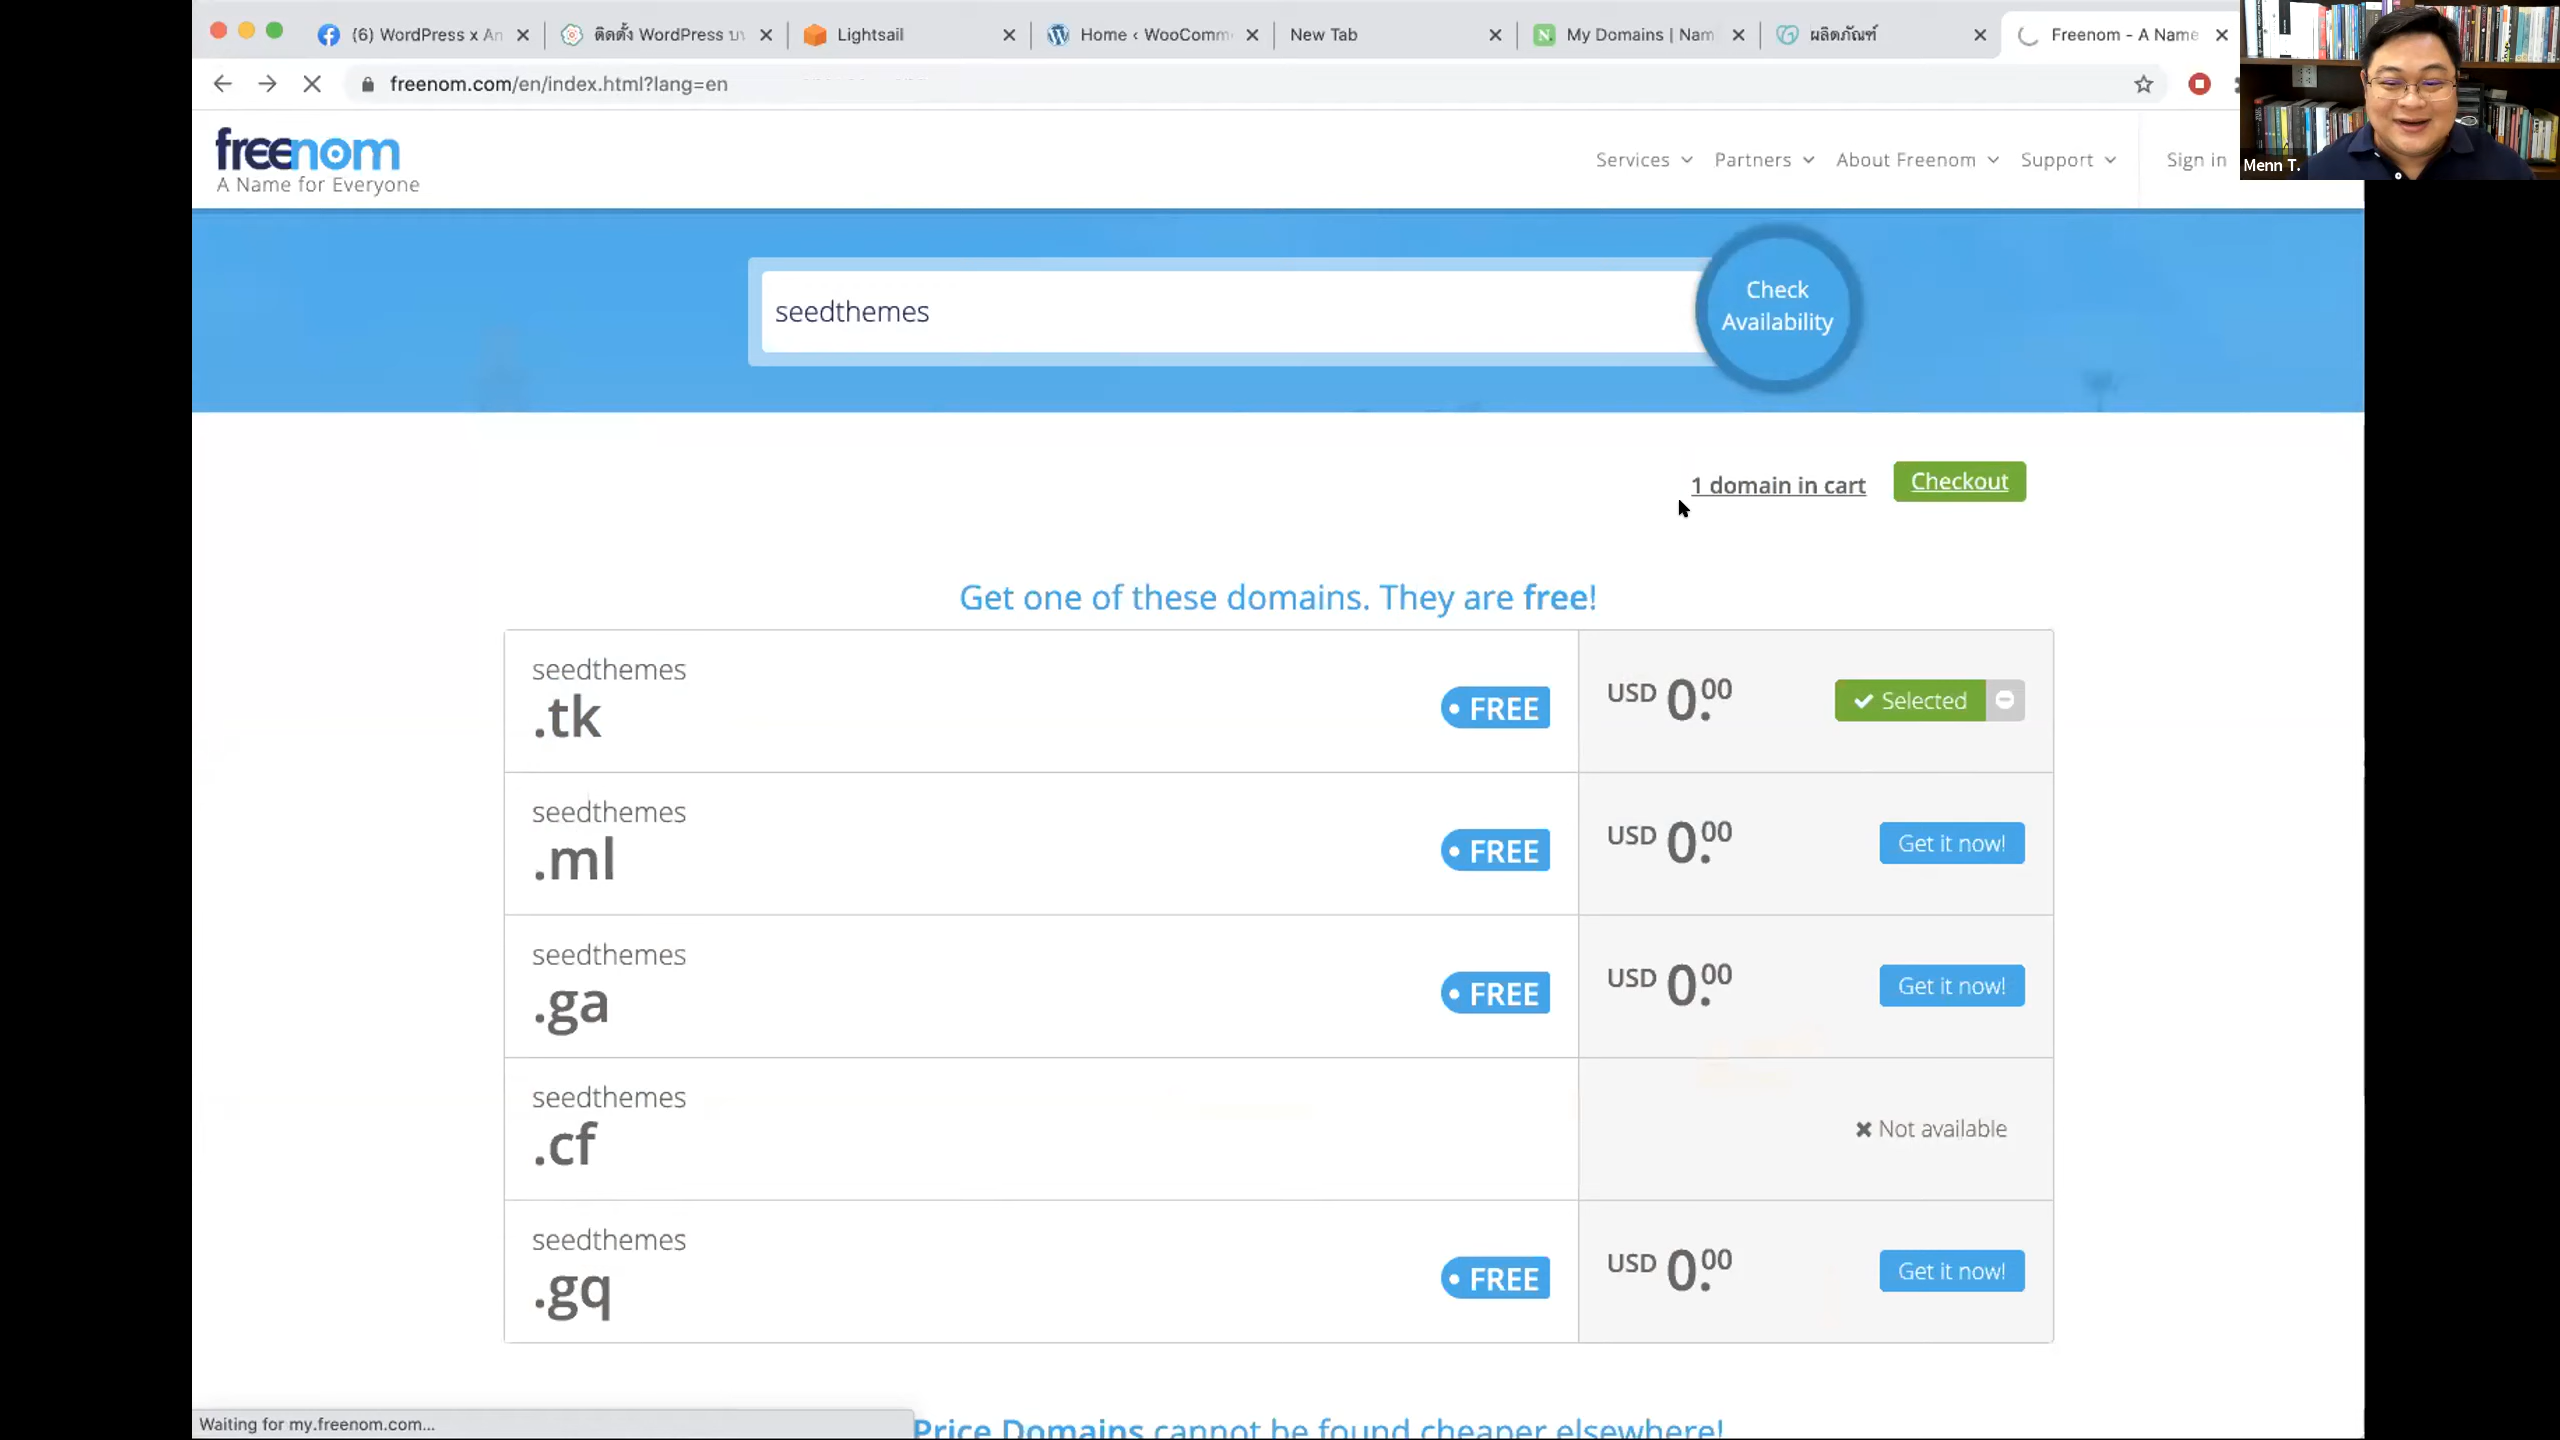 (6) WordPress x An
ติดตั้ง WordPress บน
Lightsail
Home ‹ WooComm
New Tab
My Domains | Nam
ผลิตภัณฑ์
Freenom - A Name
freenom.com/en/index.html?lang=en
freenom
A Name for Everyone
Services
Partners
About Freenom
Support
Sign in
Menn T.
seedthemes
Check
Availability
1 domain in cart
Checkout
Get one of these domains. They are free!
seedthemes
.tk
FREE
USD 0.00
Selected
seedthemes
.ml
FREE
USD 0.00
Get it now!
seedthemes
.ga
FREE
USD 0.00
Get it now!
seedthemes
.cf
Not available
seedthemes
.gq
FREE
USD 0.00
Get it now!
Waiting for my.freenom.com...
Price Domains cannot be found cheaper elsewhere!